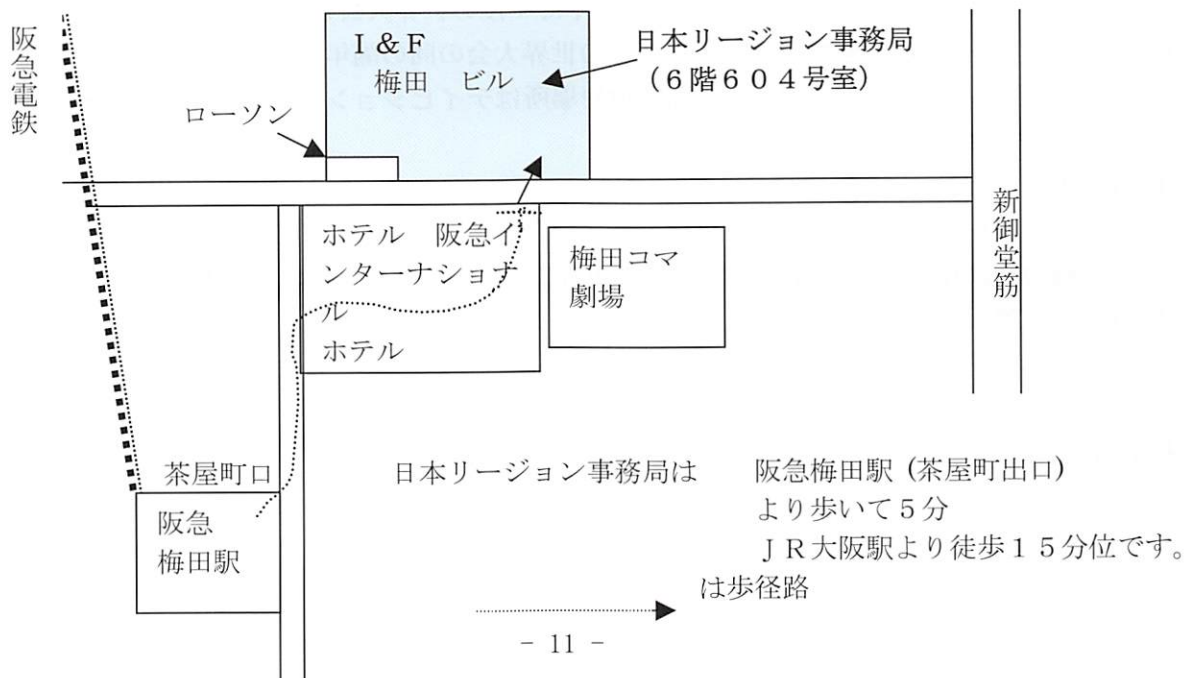 阪急電鉄
I & F
梅田 ビル
日本リージョン事務局
(6階604号室)
ローソン
新御堂筋
ホテル 阪急イ
ンターナショナ
ル
ホテル
梅田コマ
劇場
茶屋町口
阪急
梅田駅
日本リージョン事務局は 阪急梅田駅 (茶屋町出口)
より歩いて5分
JR大阪駅より徒歩15分位です。
は歩径路
- 11 -